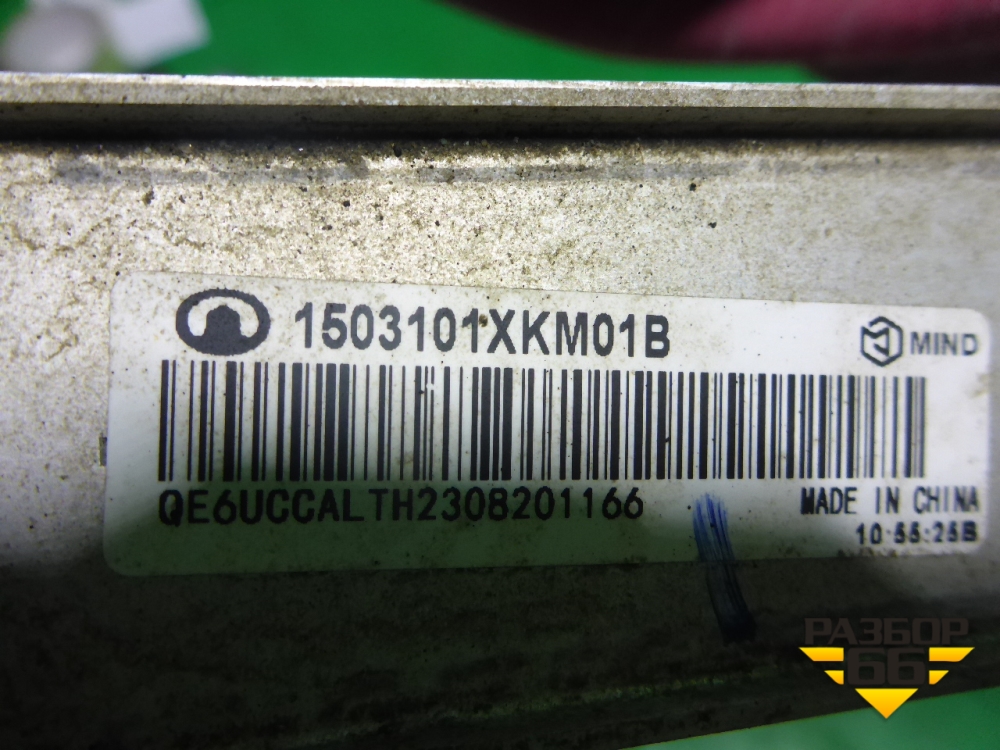 1503101XKM01B
MIND
QE6UCCALTH2308201166
MADE IN CHINA
10:55:25B
РАЗБОР
66